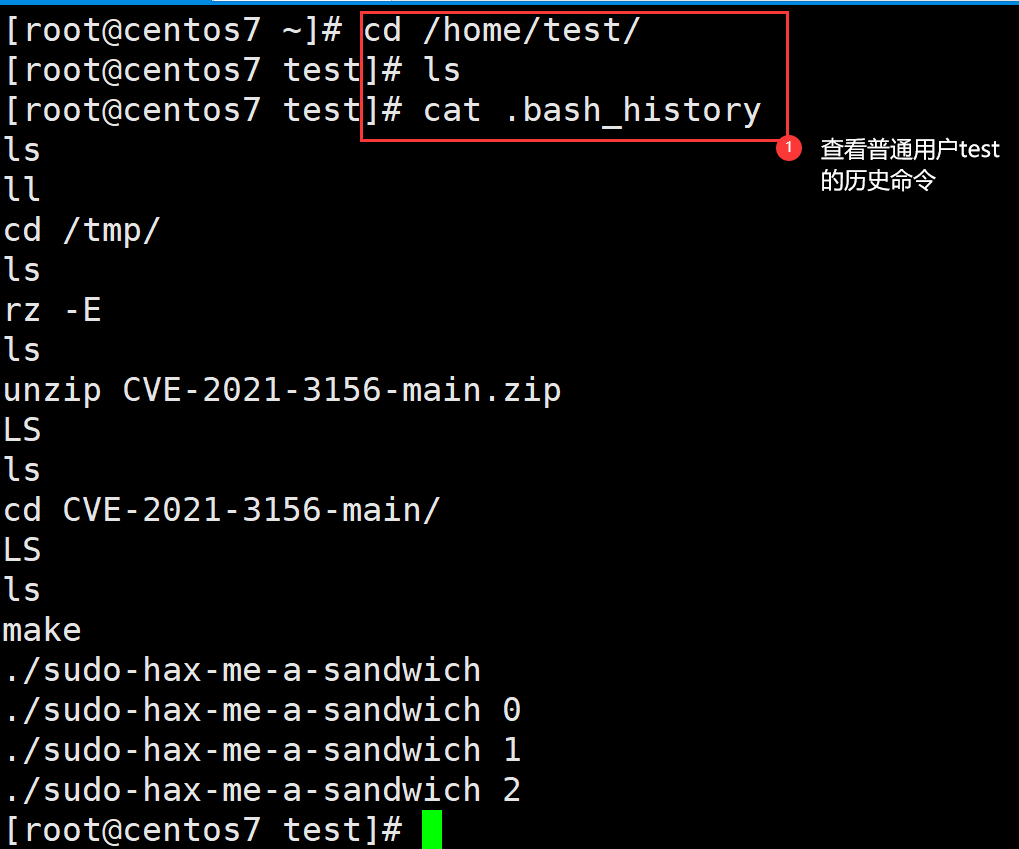 [root@centos7 ~]# cd /home/test/
[root@centos7 test]# ls
[root@centos7 test]# cat .bash_history
1
查看普通用户test
的历史命令
ls
ll
cd /tmp/
ls
rz -E
ls
unzip CVE-2021-3156-main.zip
LS
ls
cd CVE-2021-3156-main/
LS
ls
make
./sudo-hax-me-a-sandwich
./sudo-hax-me-a-sandwich 0
./sudo-hax-me-a-sandwich 1
./sudo-hax-me-a-sandwich 2
[root@centos7 test]#